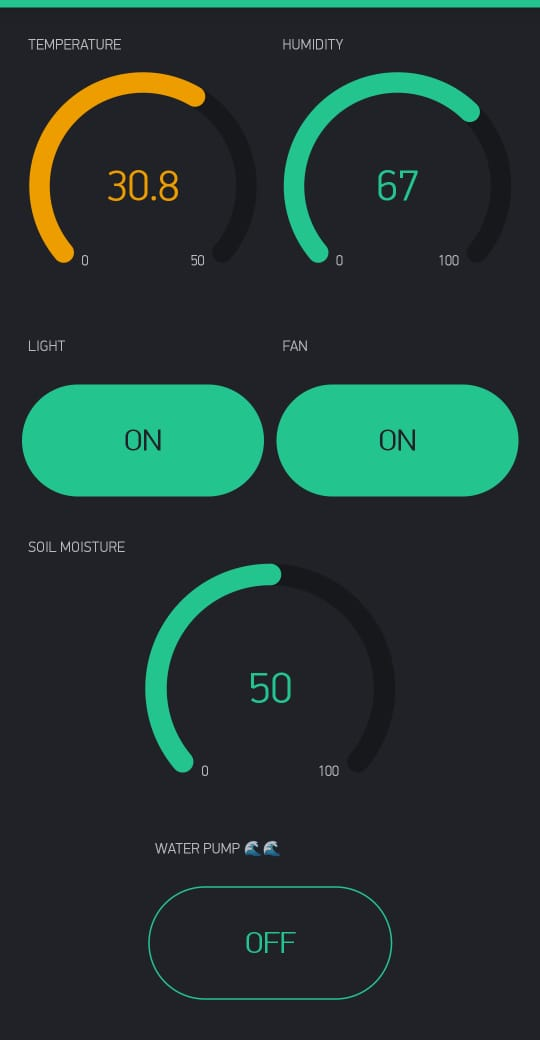 TEMPERATURE HUMIDITY
30.8 67
0 50 0 100
LIGHT FAN
ON ON
SOIL MOISTURE
50
0 100
WATER PUMP 🌊🌊
OFF